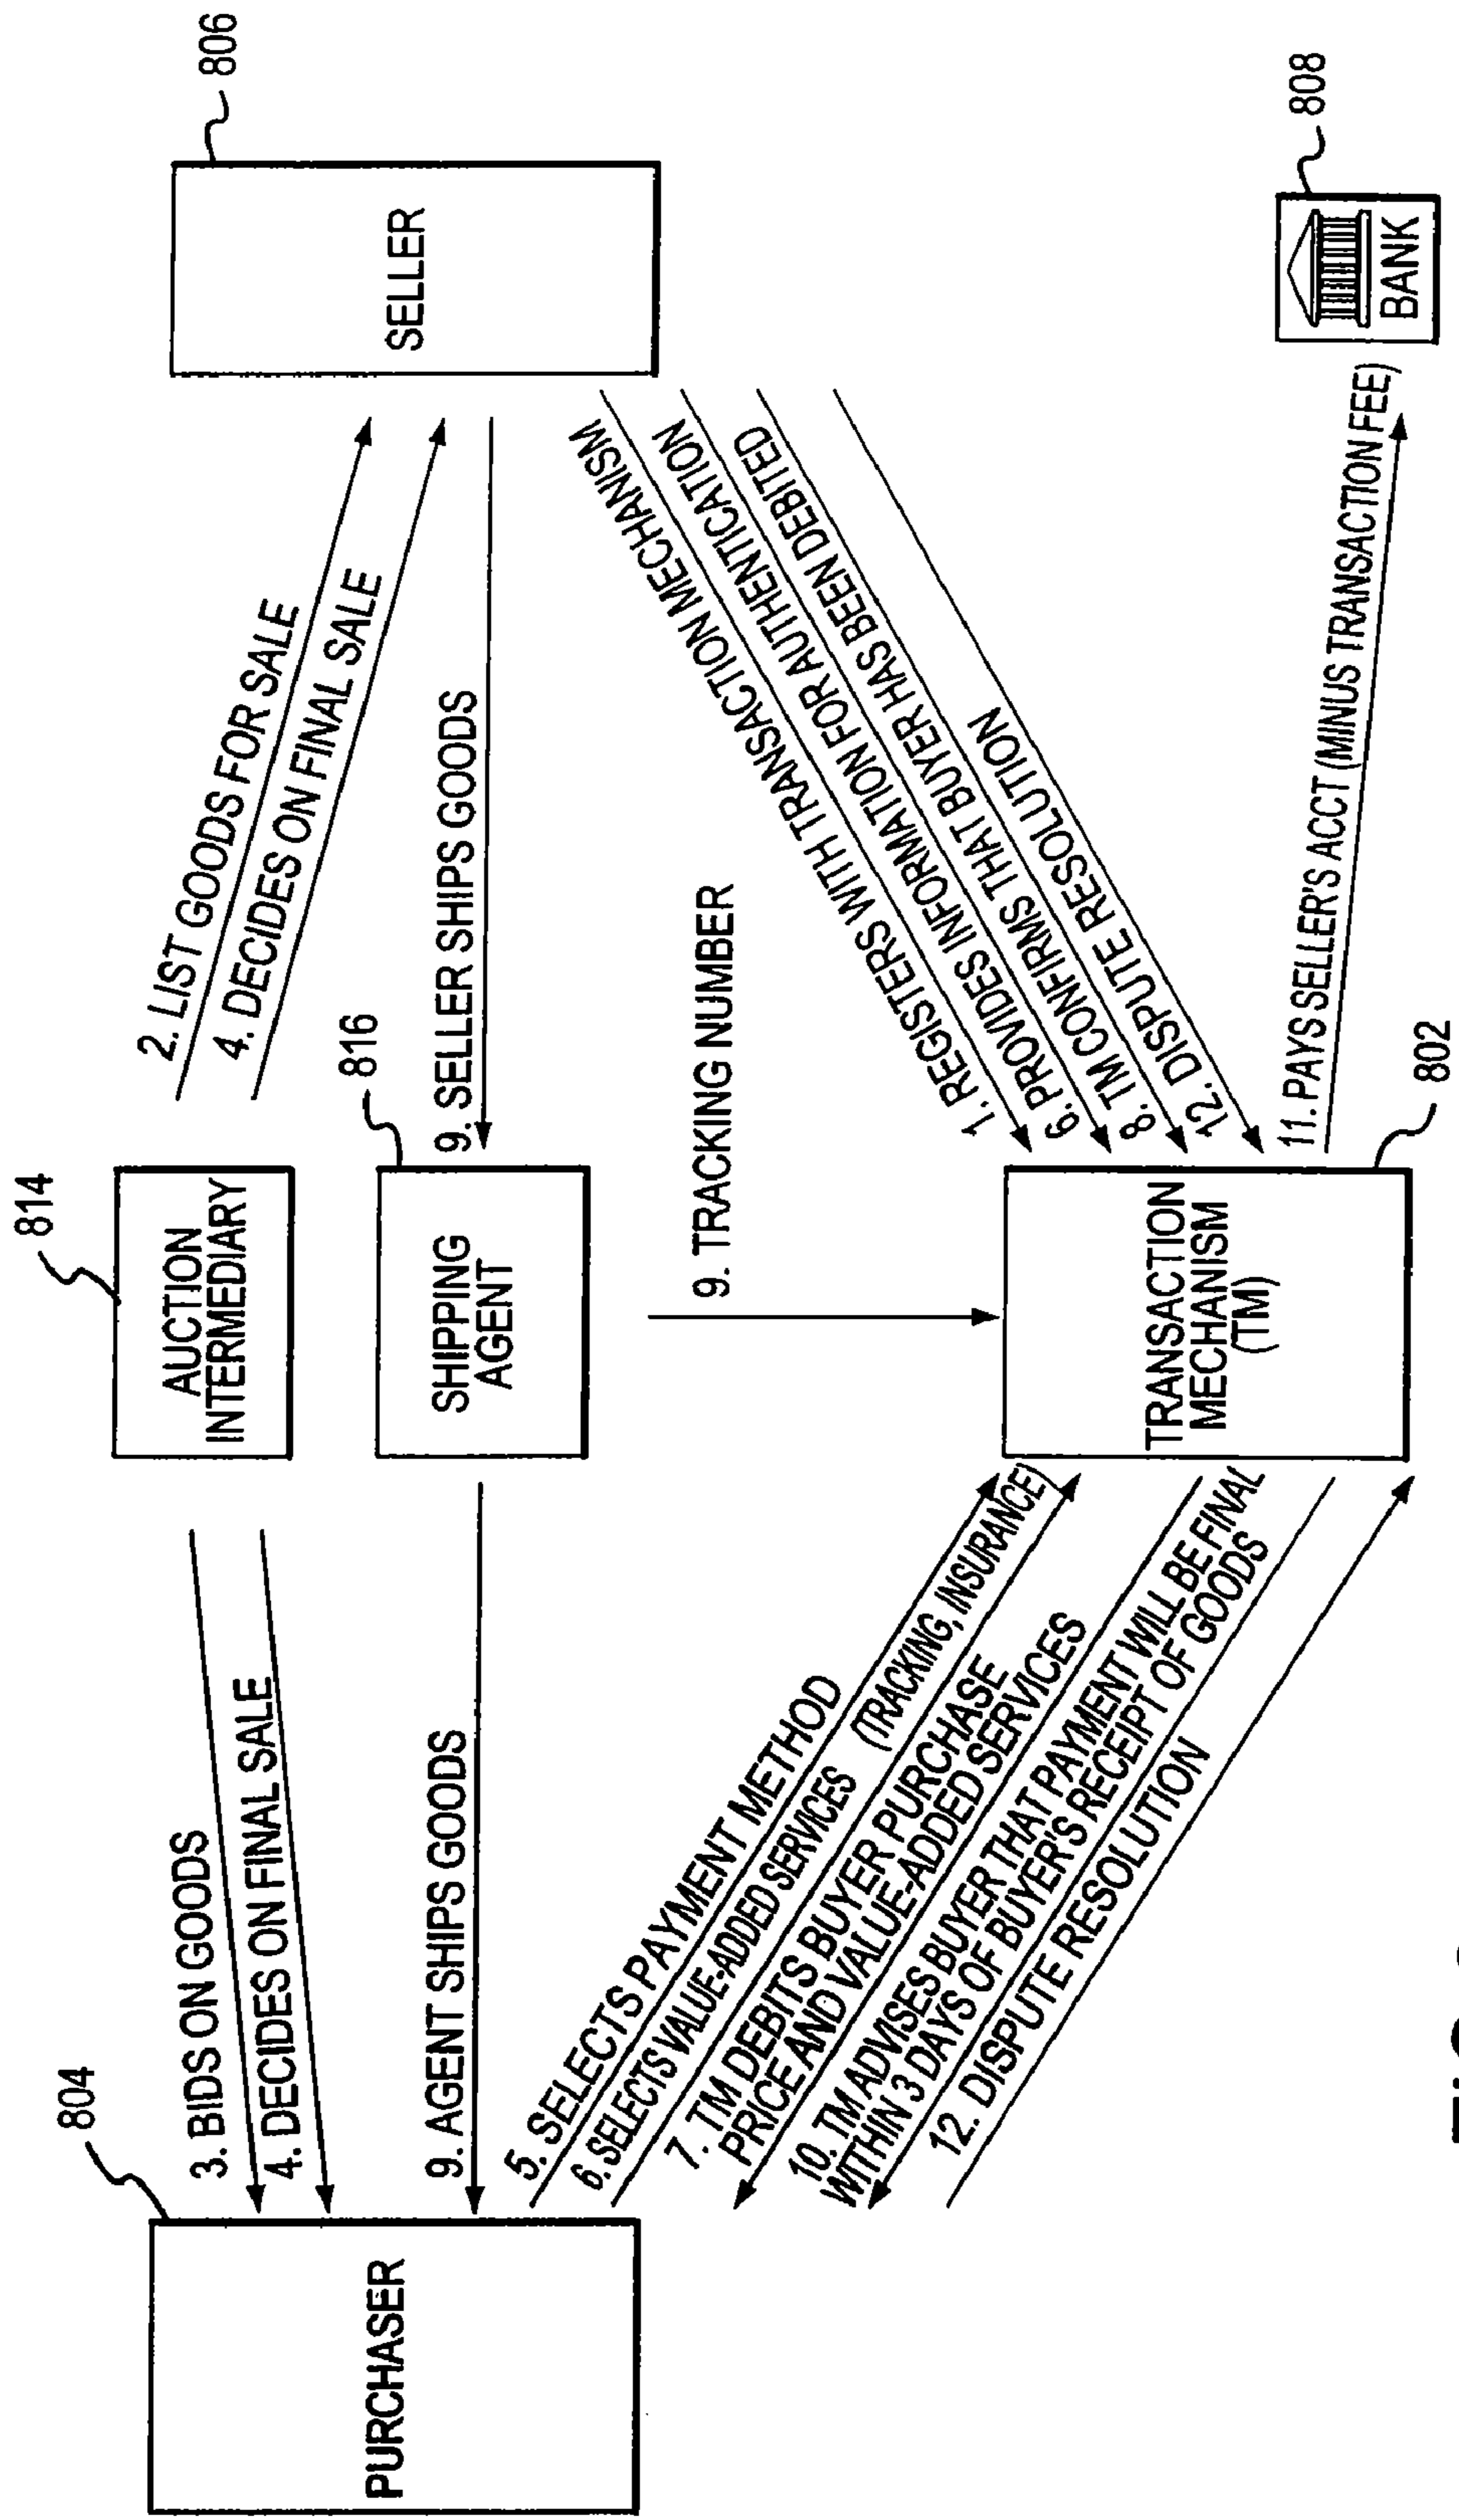 804
PURCHASER
3. BIDS ON GOODS
4. DECIDES ON FINAL SALE
9. AGENT SHIPS GOODS
814
AUCTION
INTERMEDIARY
816
SHIPPING
AGENT
2. LIST GOODS FOR SALE
4. DECIDES ON FINAL SALE
9. SELLER SHIPS GOODS
806
SELLER
9. TRACKING NUMBER
5. SELECTS PAYMENT METHOD
6. SELECTS VALUE-ADDED SERVICES (TRACKING, INSURANCE)
7. TM DEBITS BUYER PURCHASE
PRICE AND VALUE-ADDED SERVICES
10. TM ADVISES BUYER THAT PAYMENT WILL BE FINAL
WITHIN 3 DAYS OF BUYER'S RECEIPT OF GOODS
12. DISPUTE RESOLUTION
TRANSACTION
MECHANISM
(TM)
802
1. REGISTERS WITH TRANSACTION MECHANISM
6. PROVIDES INFORMATION FOR AUTHENTICATION
8. TM CONFIRMS THAT BUYER HAS BEEN DEBITED
12. DISPUTE RESOLUTION
11. PAYS SELLER'S ACCT (MINUS TRANSACTION FEE)
808
BANK